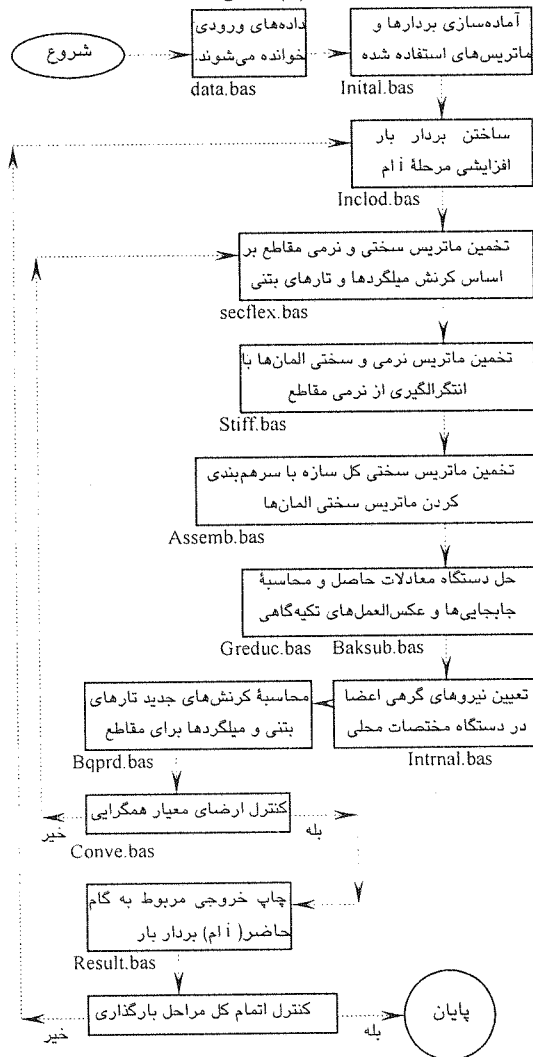 شروع
داده‌های ورودی
خوانده می‌شوند.
data.bas
آماده‌سازی بردارها و
ماتریس‌های استفاده شده
Inital.bas
ساختن بردار بار
افزایشی مرحلهٔ i ام
Inclod.bas
تخمین ماتریس سختی و نرمی مقاطع بر
اساس کرنش میلگردها و تارهای بتنی
secflex.bas
تخمین ماتریس نرمی و سختی المان‌ها با
انتگرالگیری از نرمی مقاطع
Stiff.bas
تخمین ماتریس سختی کل سازه با سرهم‌بندی
کردن ماتریس سختی المان‌ها
Assemb.bas
حل دستگاه معادلات حاصل و محاسبهٔ
جابجایی‌ها و عکس‌العمل‌های تکیه‌گاهی
Greduc.bas Baksub.bas
تعیین نیروهای گرهی اعضا
در دستگاه مختصات محلی
Intrnal.bas
محاسبهٔ کرنش‌های جدید تارهای
بتنی و میلگردها برای مقاطع
Bqprd.bas
کنترل ارضای معیار همگرایی
بله
خیر
Conve.bas
چاپ خروجی مربوط به گام
حاضر( i ام) بردار بار
Result.bas
کنترل اتمام کل مراحل بارگذاری
بله
خیر
پایان